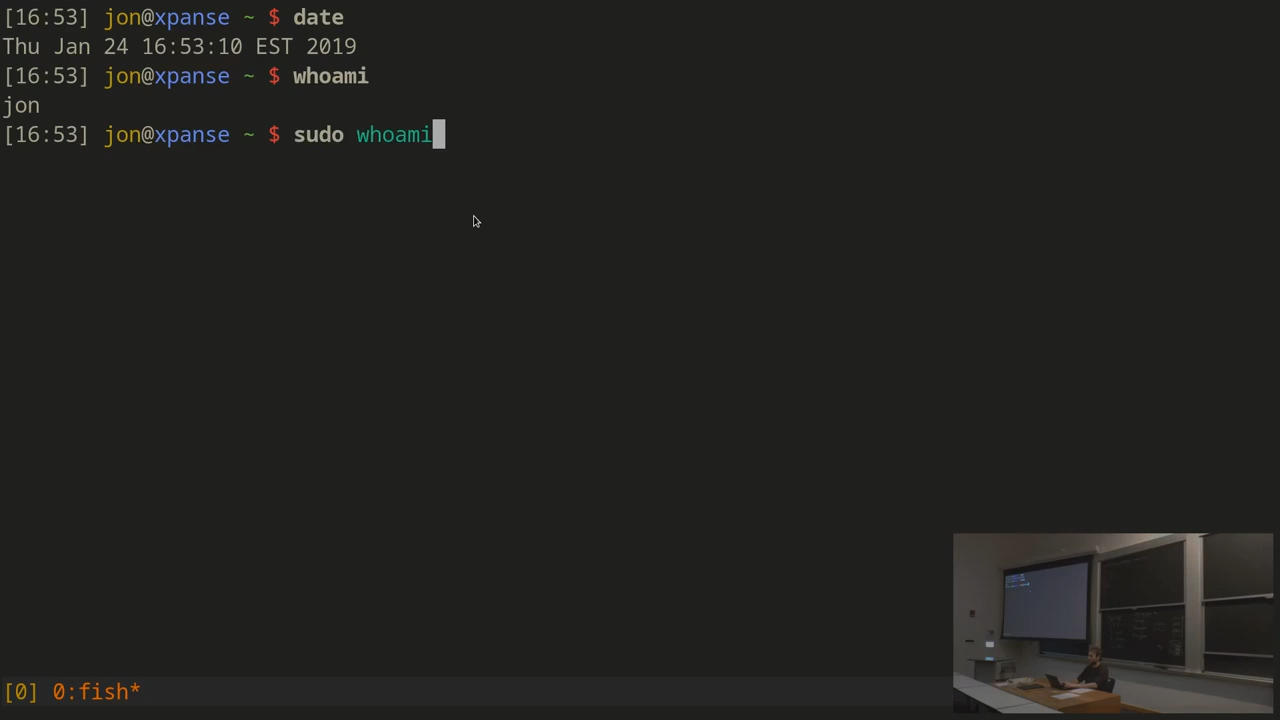 [16:53] jon@xpanse ~ $ date
Thu Jan 24 16:53:10 EST 2019
[16:53] jon@xpanse ~ $ whoami
jon
[16:53] jon@xpanse ~ $ sudo whoami
[0] 0:fish*